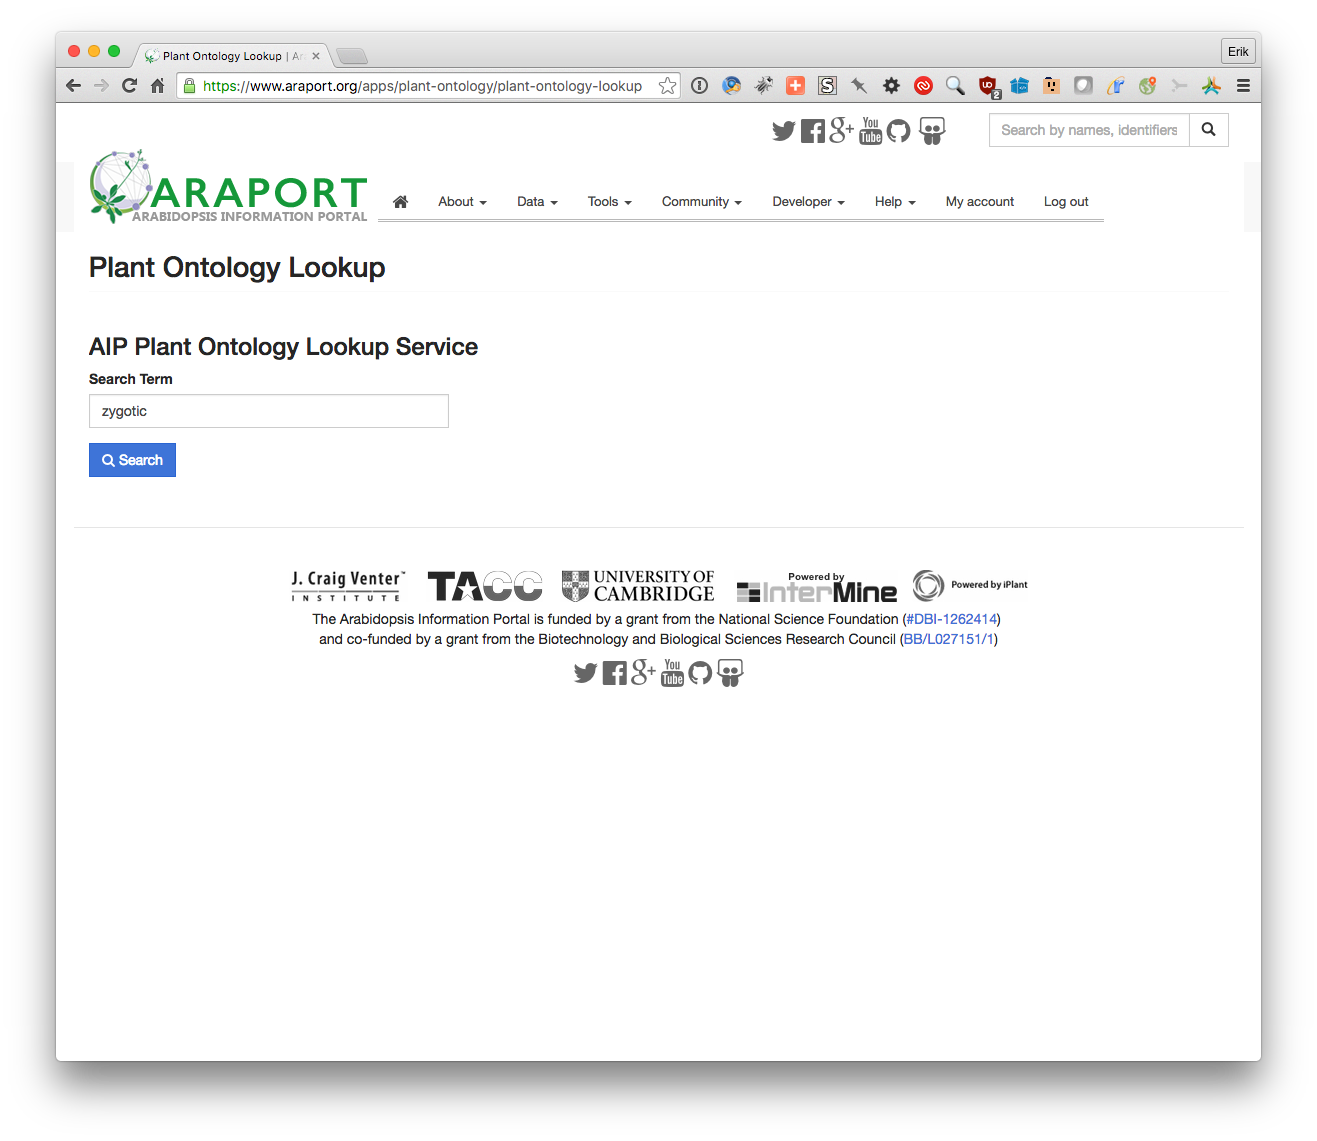 Plant Ontology Lookup | Ar
Erik
https://www.araport.org/apps/plant-ontology/plant-ontology-lookup
S
UO
2
You
Tube
Search by names, identifiers
ARAPORT
ARABIDOPSIS INFORMATION PORTAL
About Data Tools Community Developer Help My account Log out
Plant Ontology Lookup
AIP Plant Ontology Lookup Service
Search Term
zygotic
Search
J. Craig Venter™
INSTITUTE
TACC
UNIVERSITY OF
CAMBRIDGE
Powered by
InterMine
Powered by iPlant
The Arabidopsis Information Portal is funded by a grant from the National Science Foundation (#DBI-1262414)
and co-funded by a grant from the Biotechnology and Biological Sciences Research Council (BB/L027151/1)
You
Tube